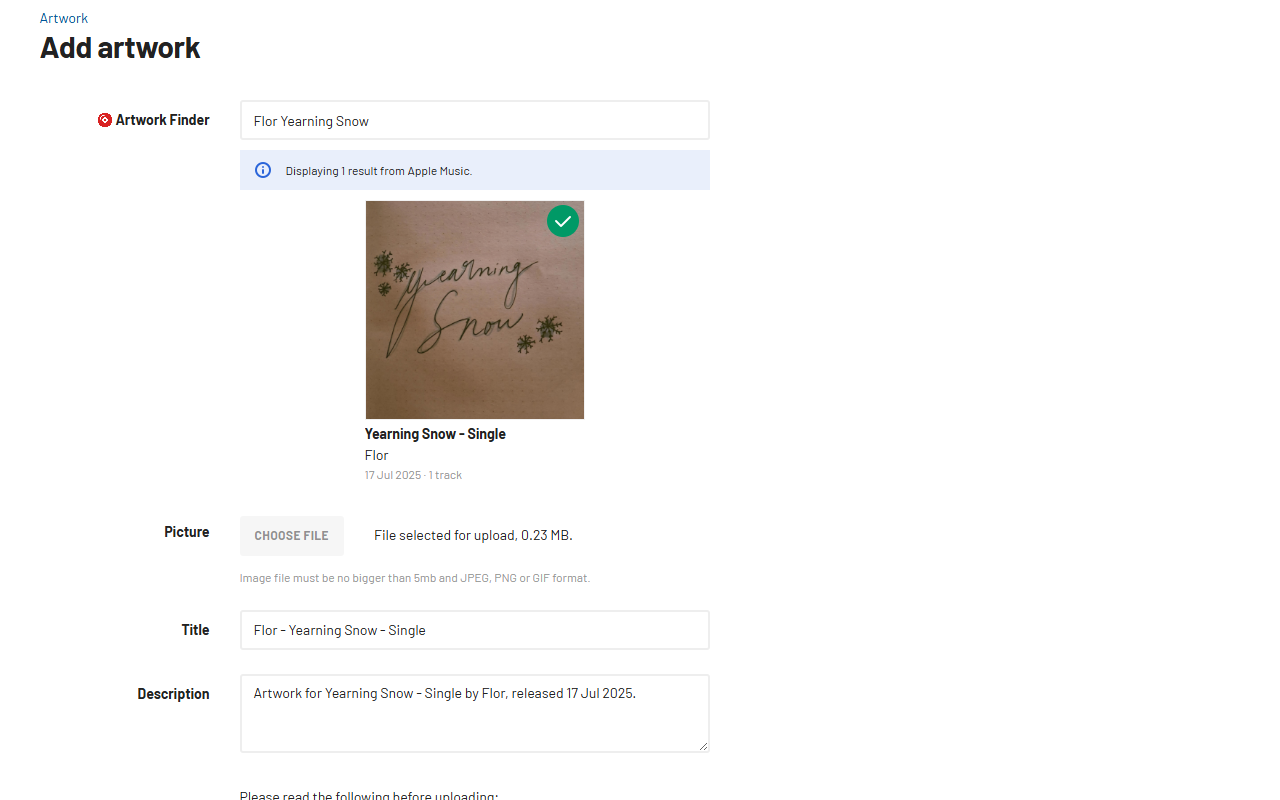 Artwork
Add artwork
Artwork Finder
Flor Yearning Snow
Displaying 1 result from Apple Music.
Yearning
Snow
Yearning Snow - Single
Flor
17 Jul 2025 · 1 track
Picture
CHOOSE FILE
File selected for upload, 0.23 MB.
Image file must be no bigger than 5mb and JPEG, PNG or GIF format.
Title
Flor - Yearning Snow - Single
Description
Artwork for Yearning Snow - Single by Flor, released 17 Jul 2025.
Please read the following before uploading: